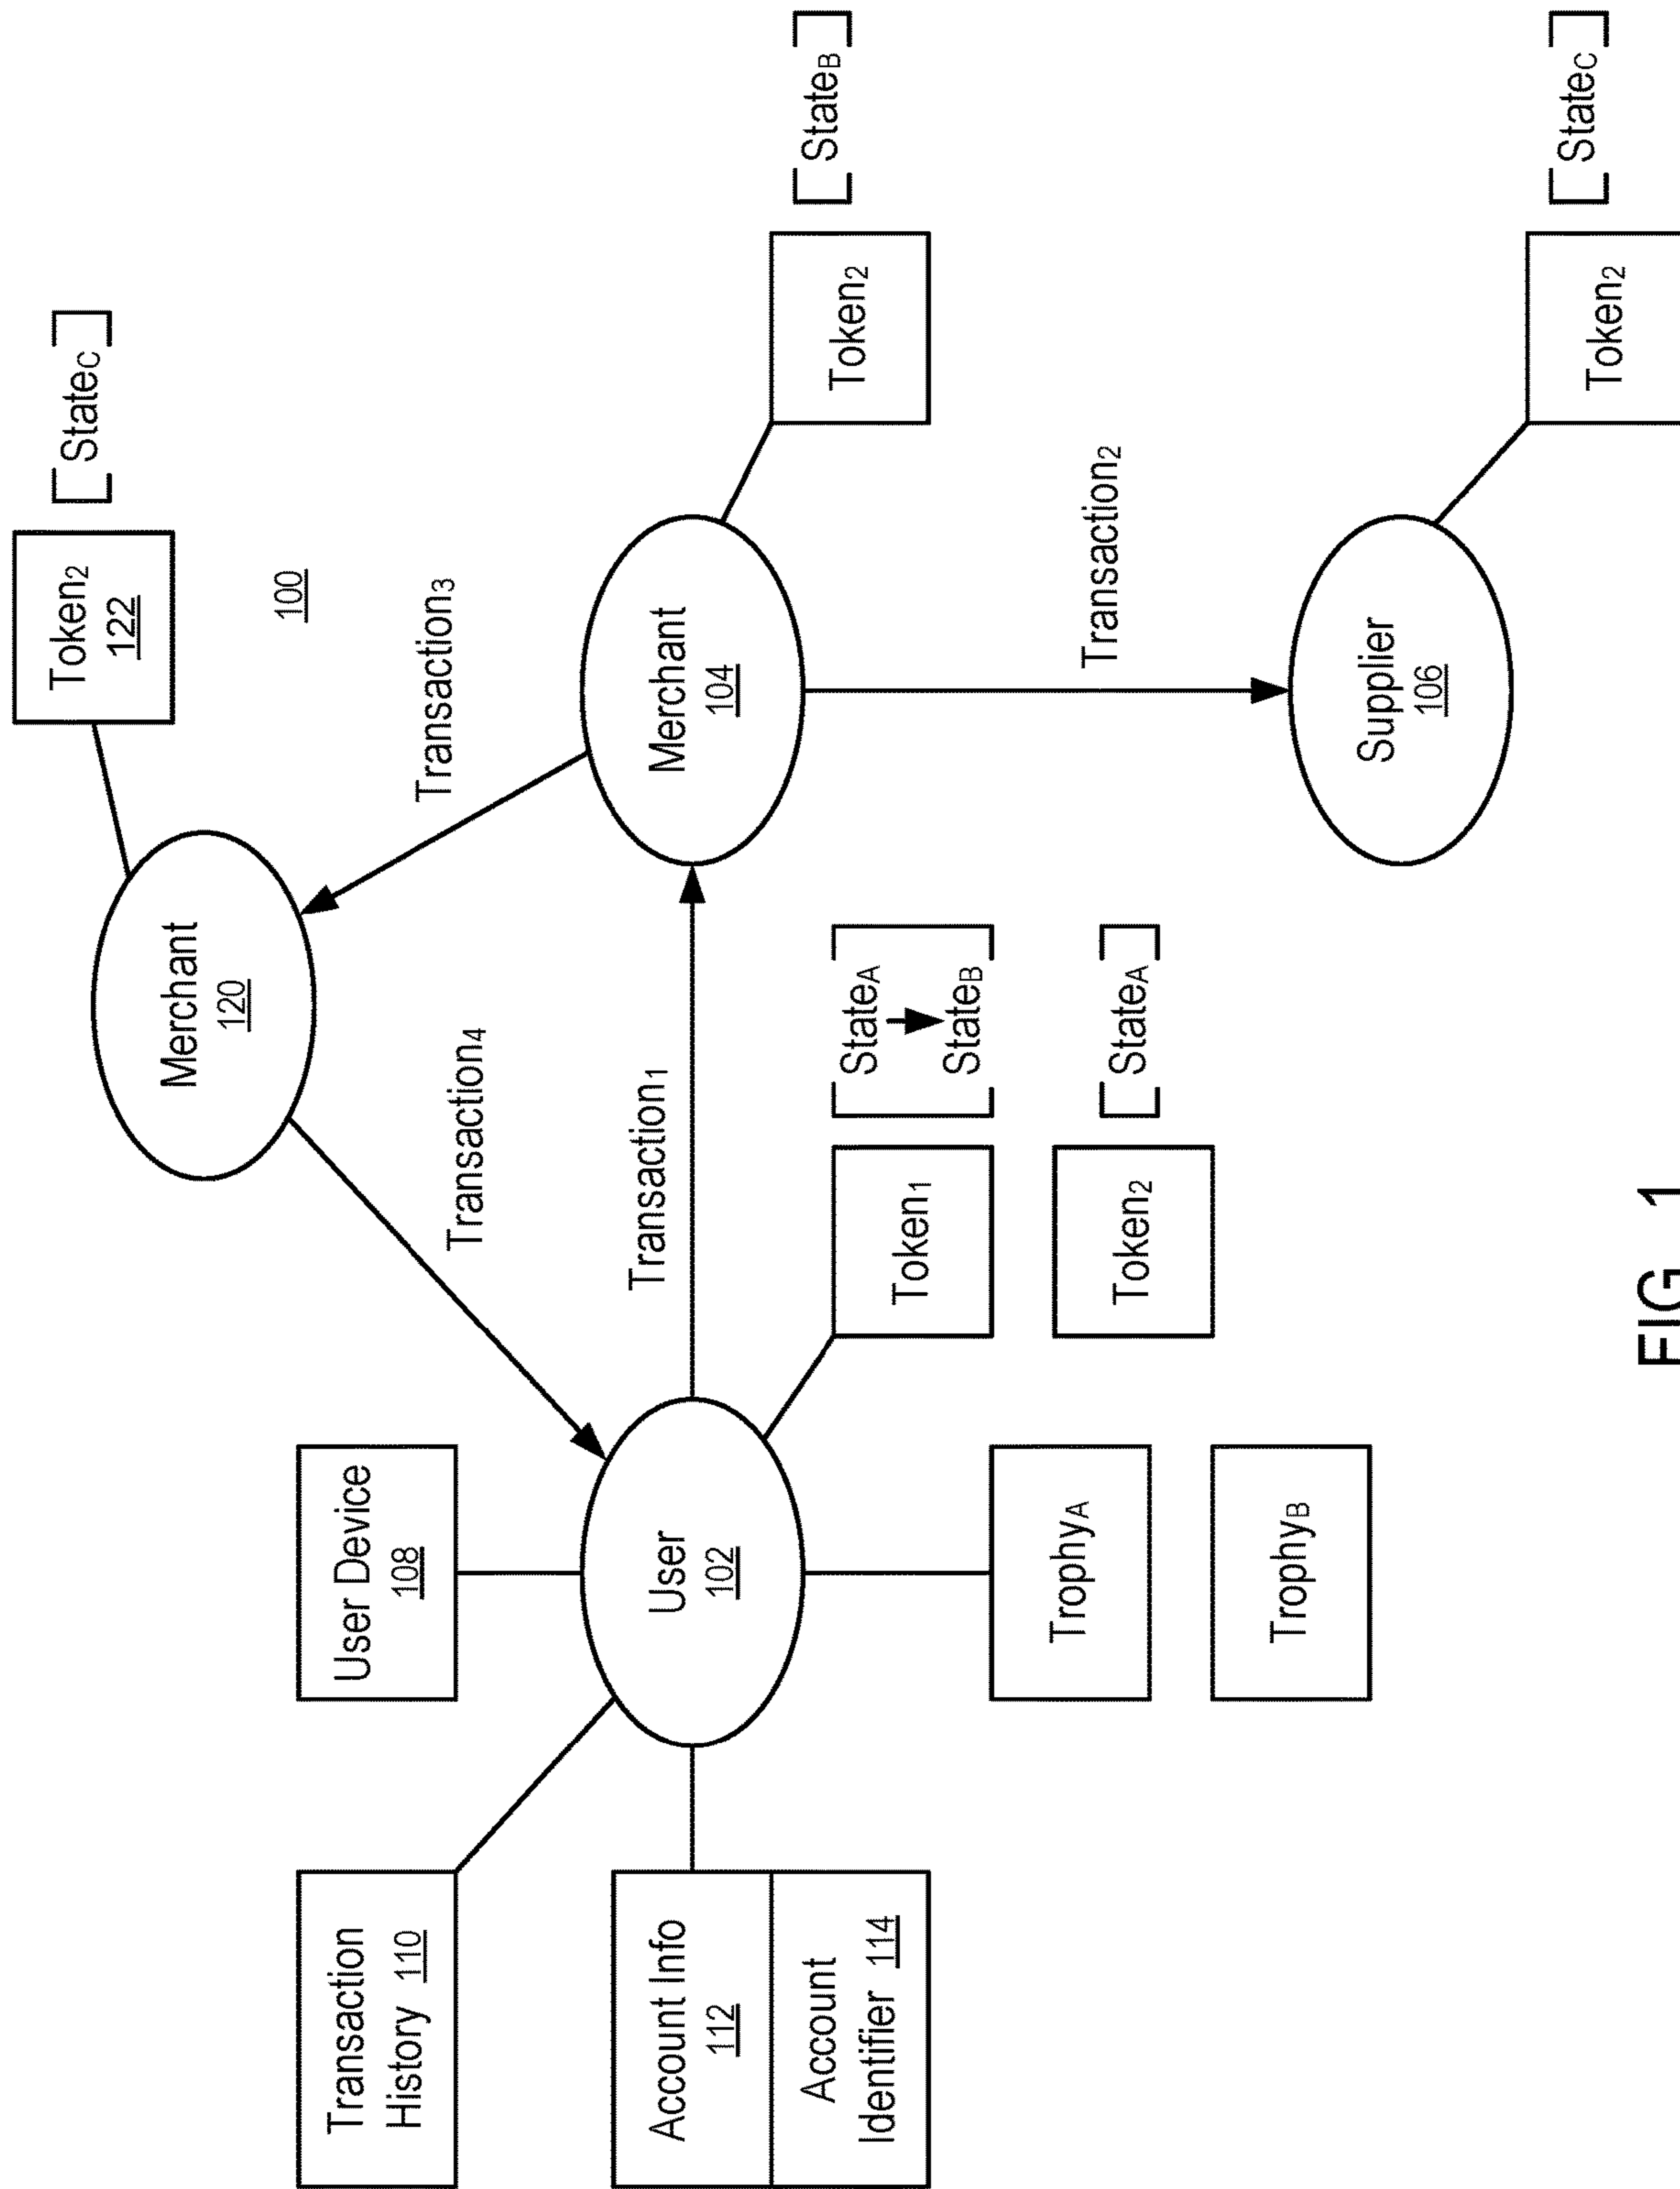 Token2
122
[Statec]
100
Merchant
120
Transaction3
Transaction4
User Device
108
Transaction
History 110
User
102
Transaction1
Merchant
104
Token2
[StateB]
Account Info
112
Account
Identifier 114
Token1
[StateA
StateB]
Token2
[StateA]
TrophyA
TrophyB
Transaction2
Supplier
106
Token2
[Statec]
FIG. 1